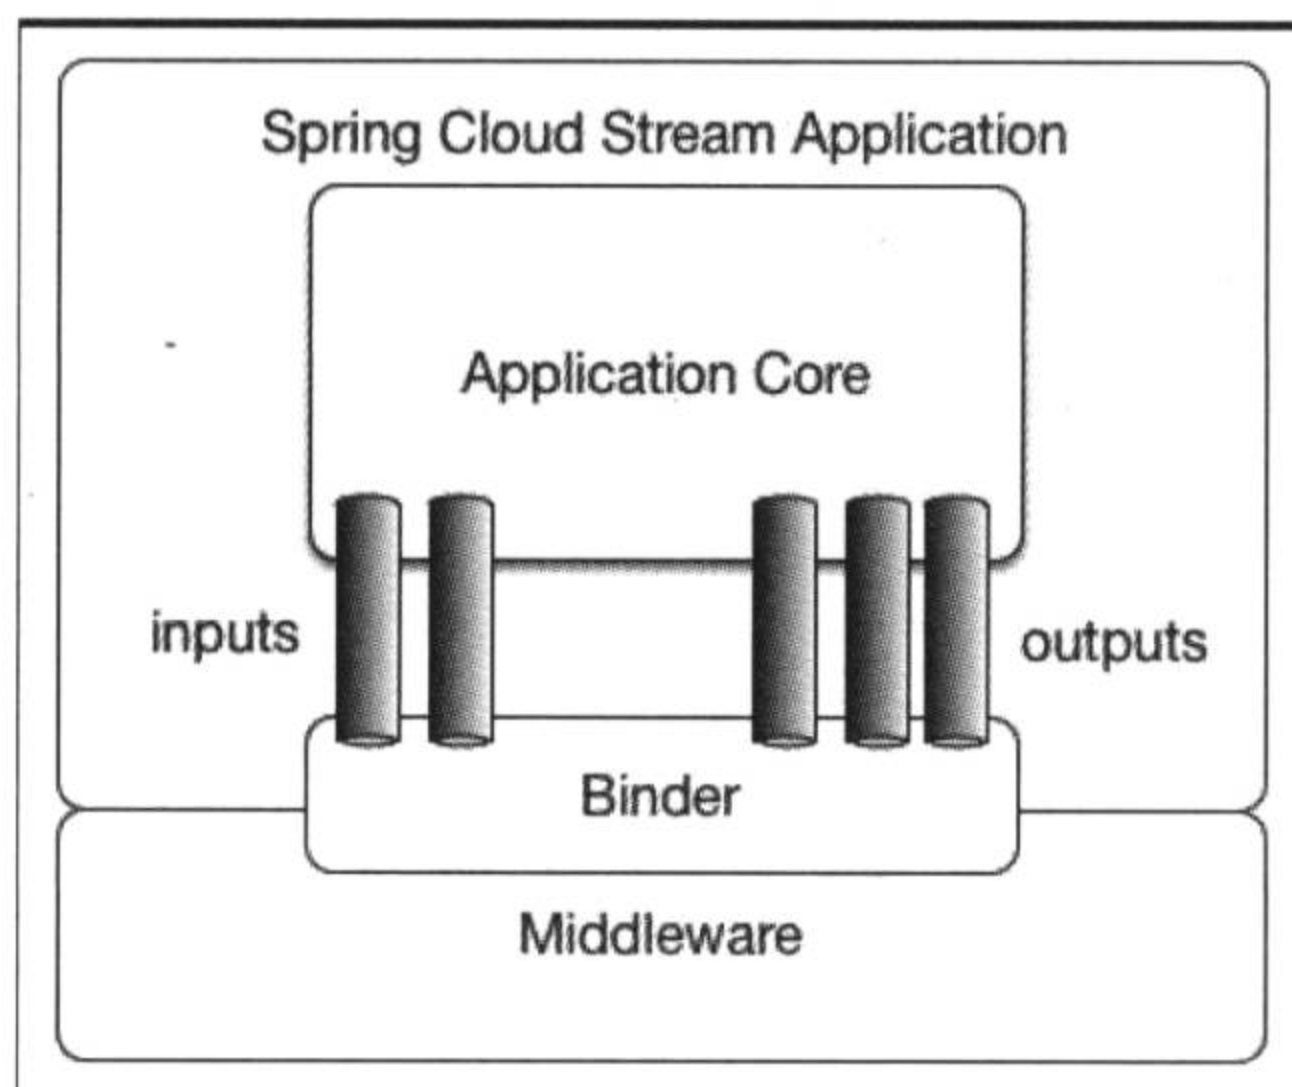 Spring Cloud Stream Application
Application Core
inputs
outputs
Binder
Middleware